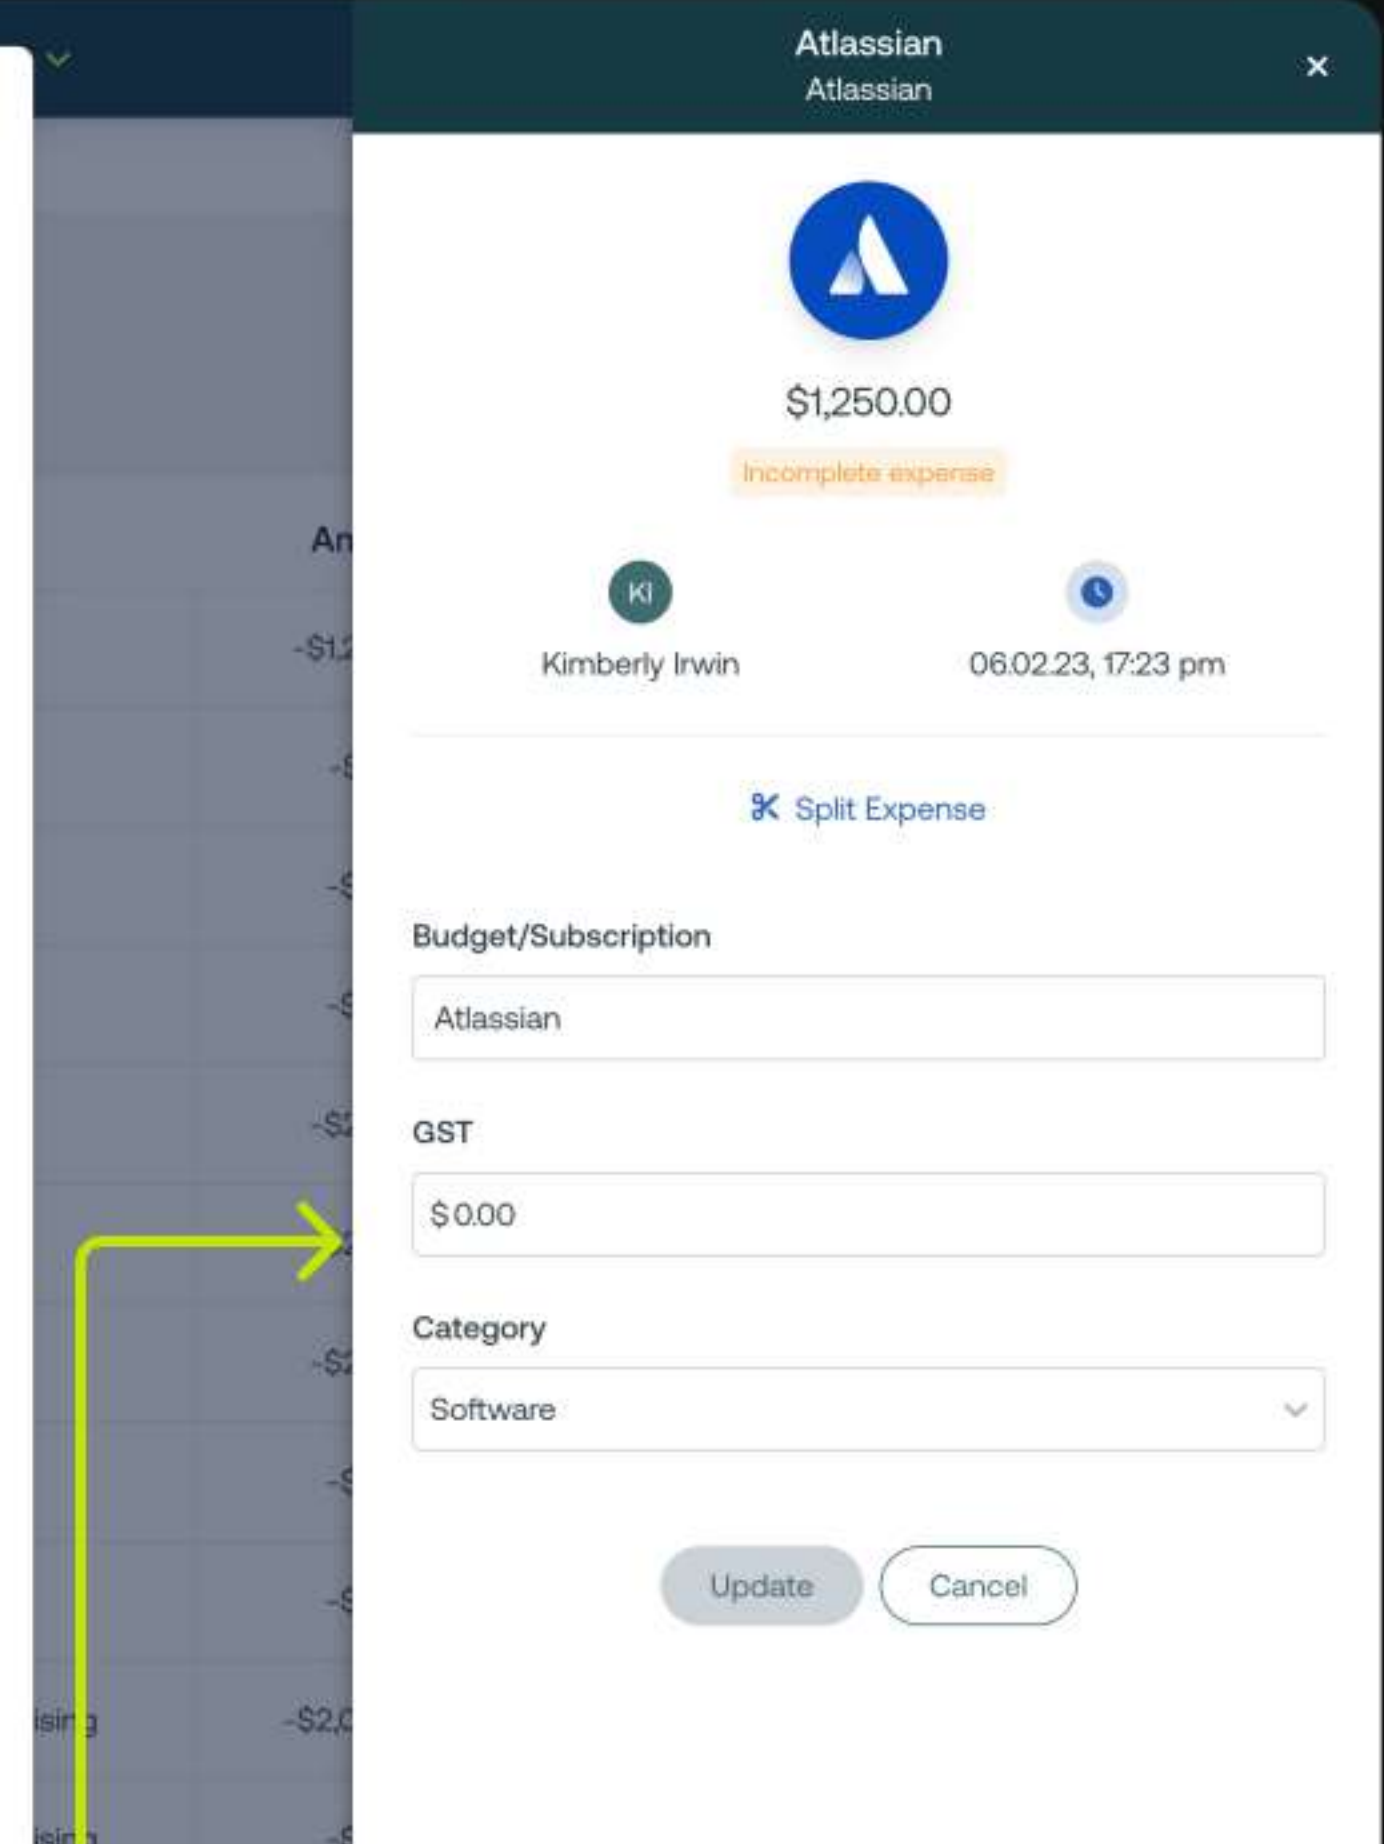 Atlassian
Atlassian
$1,250.00
Incomplete expense
KI
Kimberly Irwin
06.02.23, 17:23 pm
Split Expense
Budget/Subscription
Atlassian
GST
$ 0.00
Category
Software
Update
Cancel